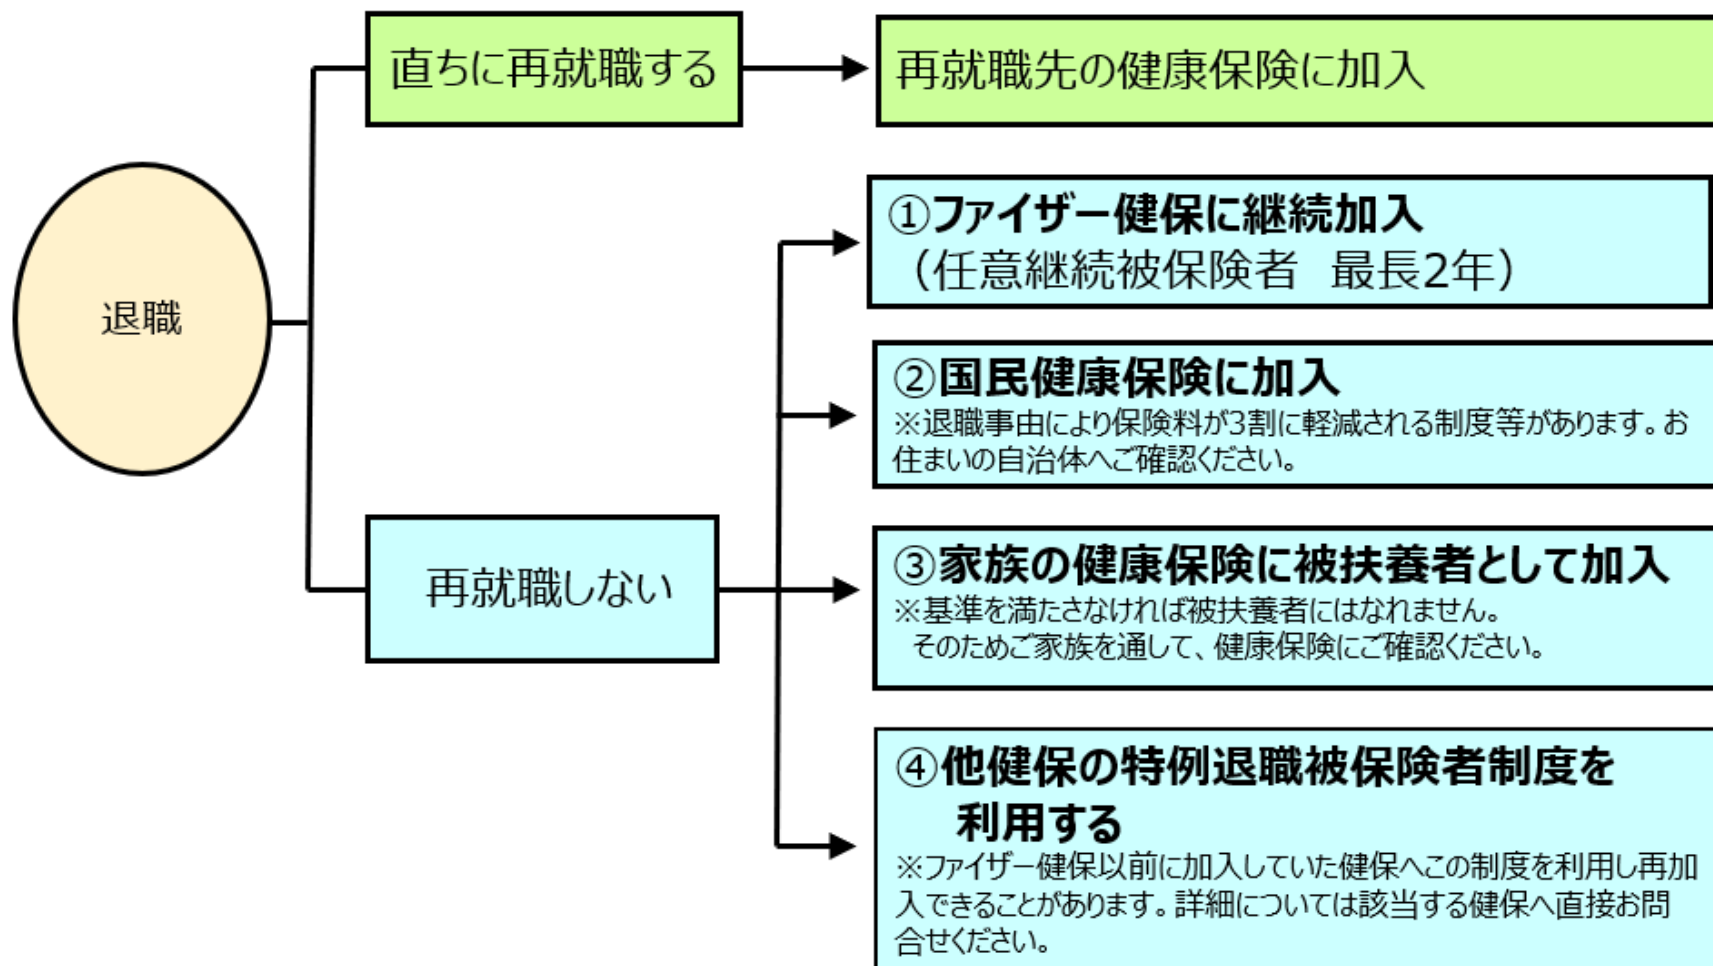 退職
直ちに再就職する
再就職先の健康保険に加入
再就職しない
①ファイザー健保に継続加入
（任意継続被保険者　最長2年）
②国民健康保険に加入
※退職事由により保険料が3割に軽減される制度等があります。お
住まいの自治体へご確認ください。
③家族の健康保険に被扶養者として加入
※基準を満たさなければ被扶養者にはなれません。
そのためご家族を通して、健康保険にご確認ください。
④他健保の特例退職被保険者制度を
利用する
※ファイザー健保以前に加入していた健保へこの制度を利用し再加
入できることがあります。詳細については該当する健保へ直接お問
合せください。